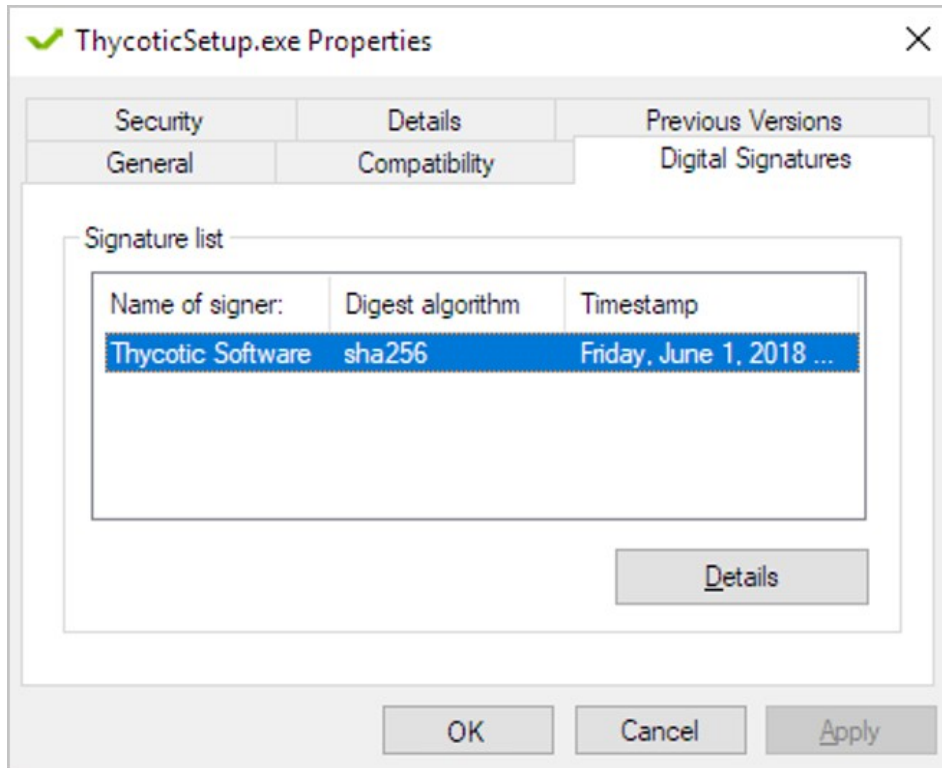 ThycoticSetup.exe Properties
Security Details Previous Versions
General Compatibility Digital Signatures
Signature list
Name of signer: Digest algorithm Timestamp
Thycotic Software sha256 Friday, June 1, 2018 ...
Details
OK Cancel Apply